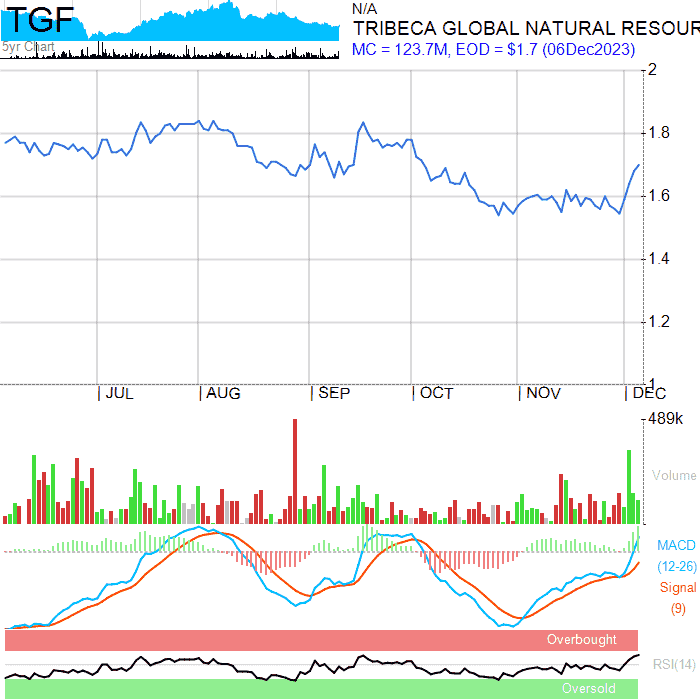 TGF
5yr Chart
N/A
TRIBECA GLOBAL NATURAL RESOUR
MC = 123.7M, EOD = $1.7 (06Dec2023)
2
1.8
1.6
1.4
1.2
1
JUL AUG SEP OCT NOV DEC
489k
Volume
MACD
(12-26)
Signal
(9)
Overbought
RSI(14)
Oversold